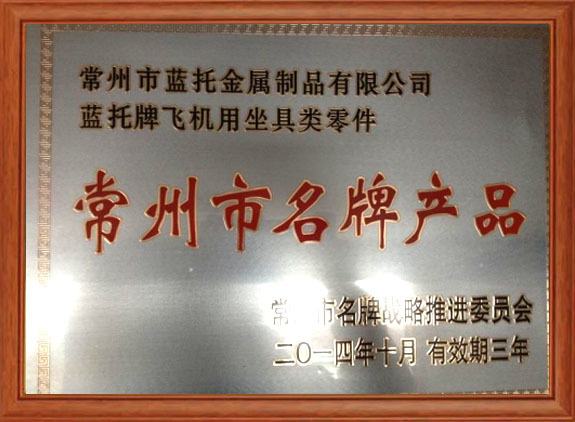 常州市蓝托金属制品有限公司
蓝托牌飞机用坐具类零件
常州市名牌产品
常州市名牌战略推进委员会
二〇一四年十月 有效期三年